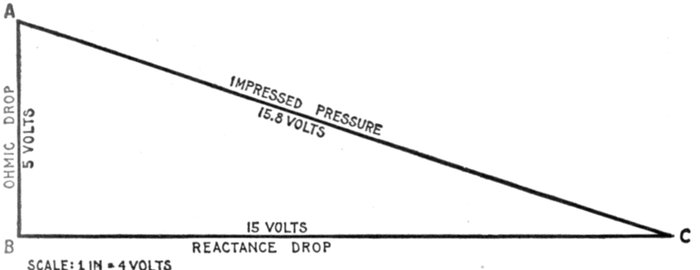 A
IMPRESSED PRESSURE
15.8 VOLTS
OHMIC DROP
5 VOLTS
15 VOLTS
B
REACTANCE DROP
C
SCALE: 1 IN = 4 VOLTS